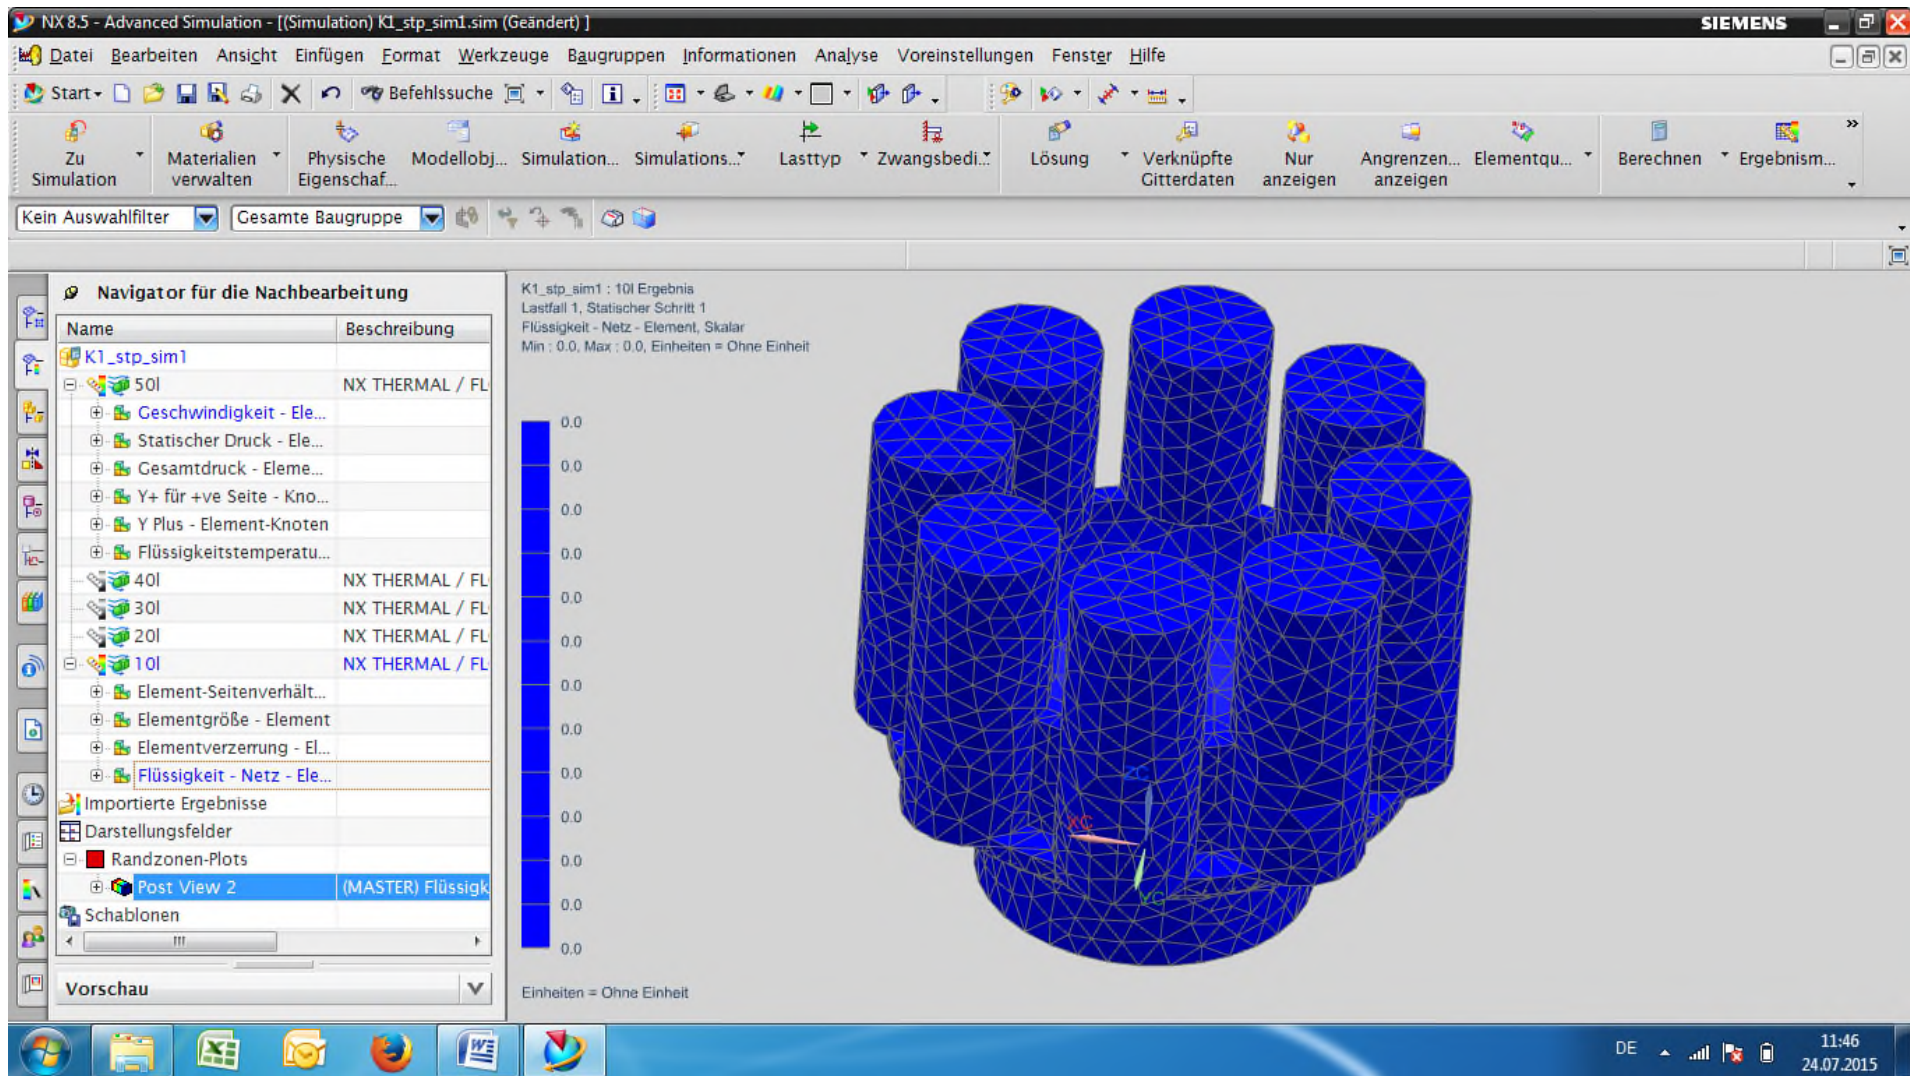 NX 8.5 - Advanced Simulation - [(Simulation) K1_stp_sim1.sim (Geändert) ]
SIEMENS
Datei Bearbeiten Ansicht Einfügen Format Werkzeuge Baugruppen Informationen Analyse Voreinstellungen Fenster Hilfe
Start Befehlssuche
Zu Simulation
Materialien verwalten
Physische Eigenschaf...
Modellobj...
Simulation...
Simulations...
Lasttyp
Zwangsbedi...
Lösung
Verknüpfte Gitterdaten
Nur anzeigen
Angrenzen... anzeigen
Elementqu...
Berechnen
Ergebnism...
Kein Auswahlfilter
Gesamte Baugruppe
Navigator für die Nachbearbeitung
Name Beschreibung
K1_stp_sim1
50l NX THERMAL / FL
Geschwindigkeit - Ele...
Statischer Druck - Ele...
Gesamtdruck - Eleme...
Y+ für +ve Seite - Kno...
Y Plus - Element-Knoten
Flüssigkeitstemperatu...
40l NX THERMAL / FL
30l NX THERMAL / FL
20l NX THERMAL / FL
10l NX THERMAL / FL
Element-Seitenverhält...
Elementgröße - Element
Elementverzerrung - El...
Flüssigkeit - Netz - Ele...
Importierte Ergebnisse
Darstellungsfelder
Randzonen-Plots
Post View 2 (MASTER) Flüssigk
Schablonen
Vorschau
K1_stp_sim1 : 10l Ergebnis
Lastfall 1, Statischer Schritt 1
Flüssigkeit - Netz - Element, Skalar
Min : 0.0, Max : 0.0, Einheiten = Ohne Einheit
0.0
0.0
0.0
0.0
0.0
0.0
0.0
0.0
0.0
0.0
0.0
0.0
0.0
Einheiten = Ohne Einheit
ZC
XC
YC
DE
11:46
24.07.2015